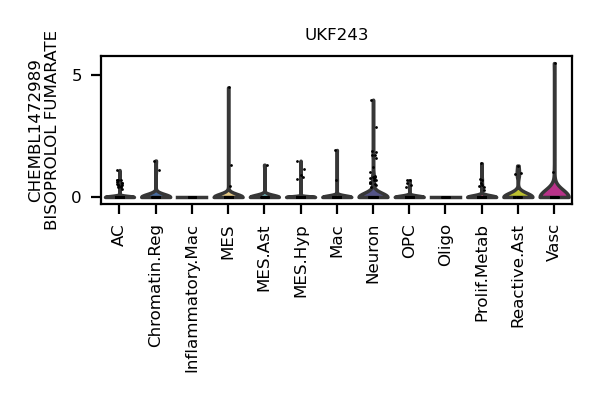 UKF243
CHEMBL1472989
BISOPROLOL FUMARATE
5
0
AC
Chromatin.Reg
Inflammatory.Mac
MES
MES.Ast
MES.Hyp
Mac
Neuron
OPC
Oligo
Prolif.Metab
Reactive.Ast
Vasc